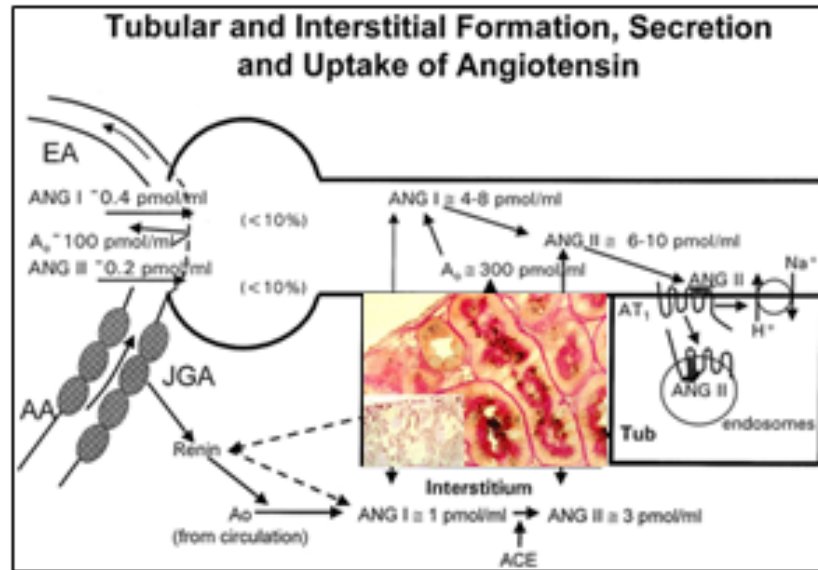 Tubular and Interstitial Formation, Secretion
and Uptake of Angiotensin
EA
ANG I ~0.4 pmol/ml
A₀~100 pmol/ml
ANG II ~0.2 pmol/ml
(<10%)
(<10%)
ANG I ≅ 4-8 pmol/ml
ANG II ≅ 6-10 pmol/ml
A₀ ≅ 300 pmol/ml
ANG II
Na⁺
AT₁
H⁺
ANG II
endosomes
Tub
JGA
AA
Renin
Interstitium
Ao
(from circulation)
ANG I ≅ 1 pmol/ml
ANG II ≅ 3 pmol/ml
ACE